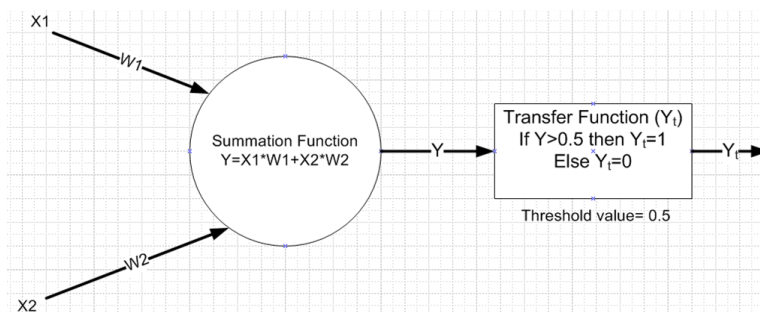 X1
W1
Summation Function
Y=X1*W1+X2*W2
Y
Transfer Function (Yt)
If Y>0.5 then Yt=1
Else Yt=0
Yt
Threshold value= 0.5
W2
X2